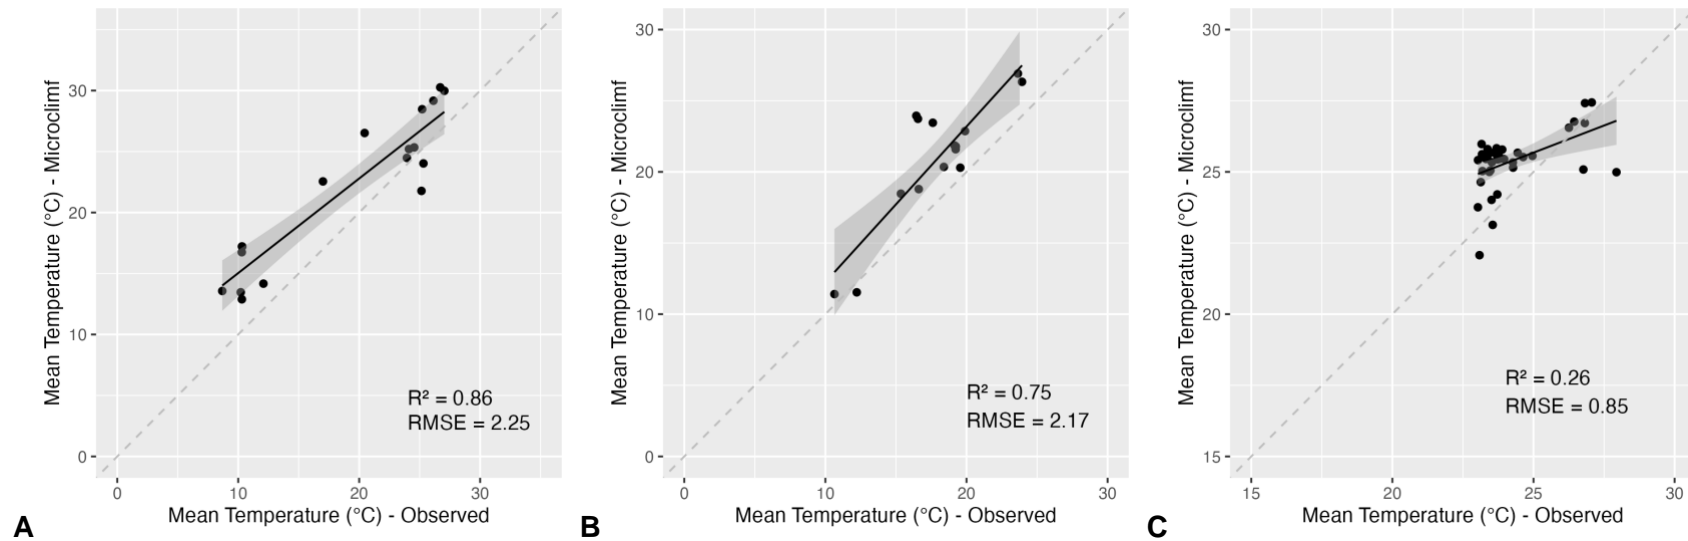 Mean Temperature (°C) - Microclimf
30
20
10
0
R² = 0.86
RMSE = 2.25
0 10 20 30
Mean Temperature (°C) - Observed
A
Mean Temperature (°C) - Microclimf
30
20
10
0
R² = 0.75
RMSE = 2.17
0 10 20 30
Mean Temperature (°C) - Observed
B
Mean Temperature (°C) - Microclimf
30
25
20
15
R² = 0.26
RMSE = 0.85
15 20 25 30
Mean Temperature (°C) - Observed
C